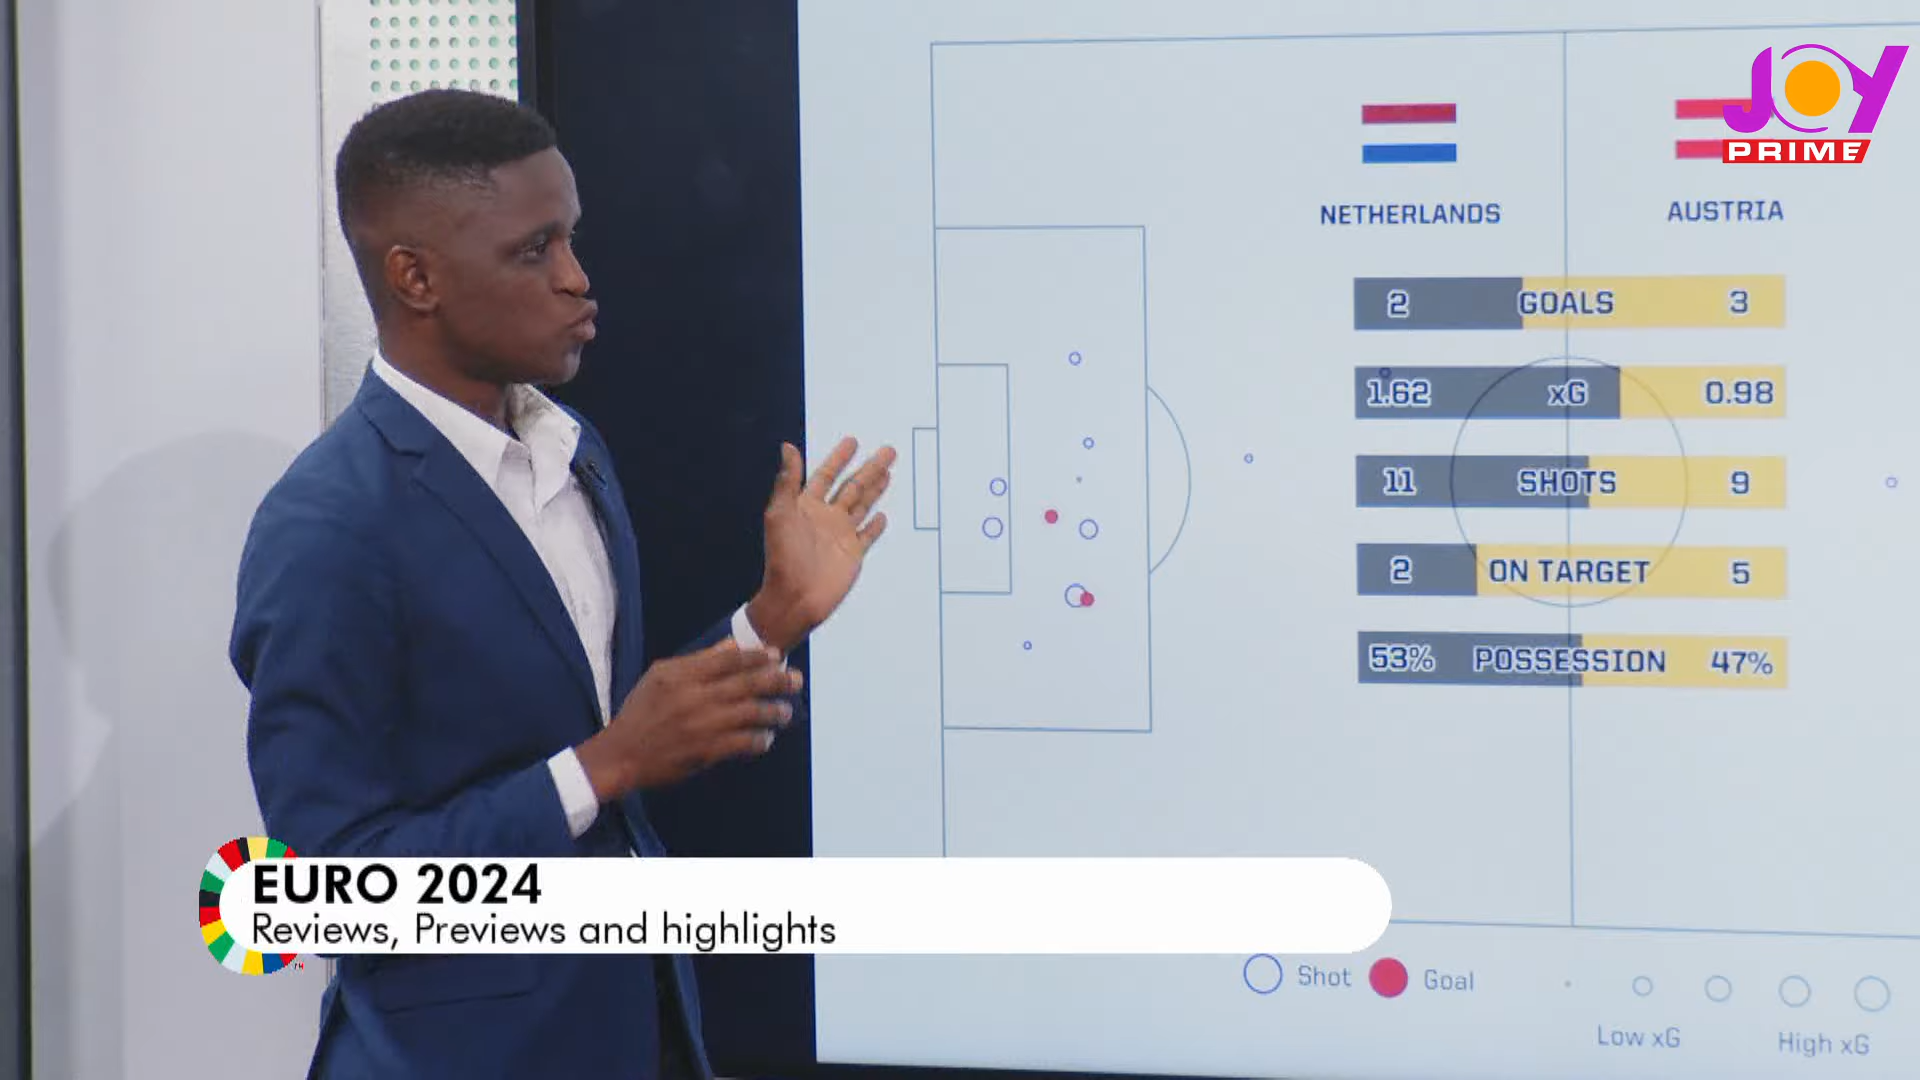 JOY
PRIME
NETHERLANDS AUSTRIA
2 GOALS 3
1.62 xG 0.98
11 SHOTS 9
2 ON TARGET 5
53% POSSESSION 47%
EURO 2024
Reviews, Previews and highlights
TM
Shot Goal
Low xG High xG